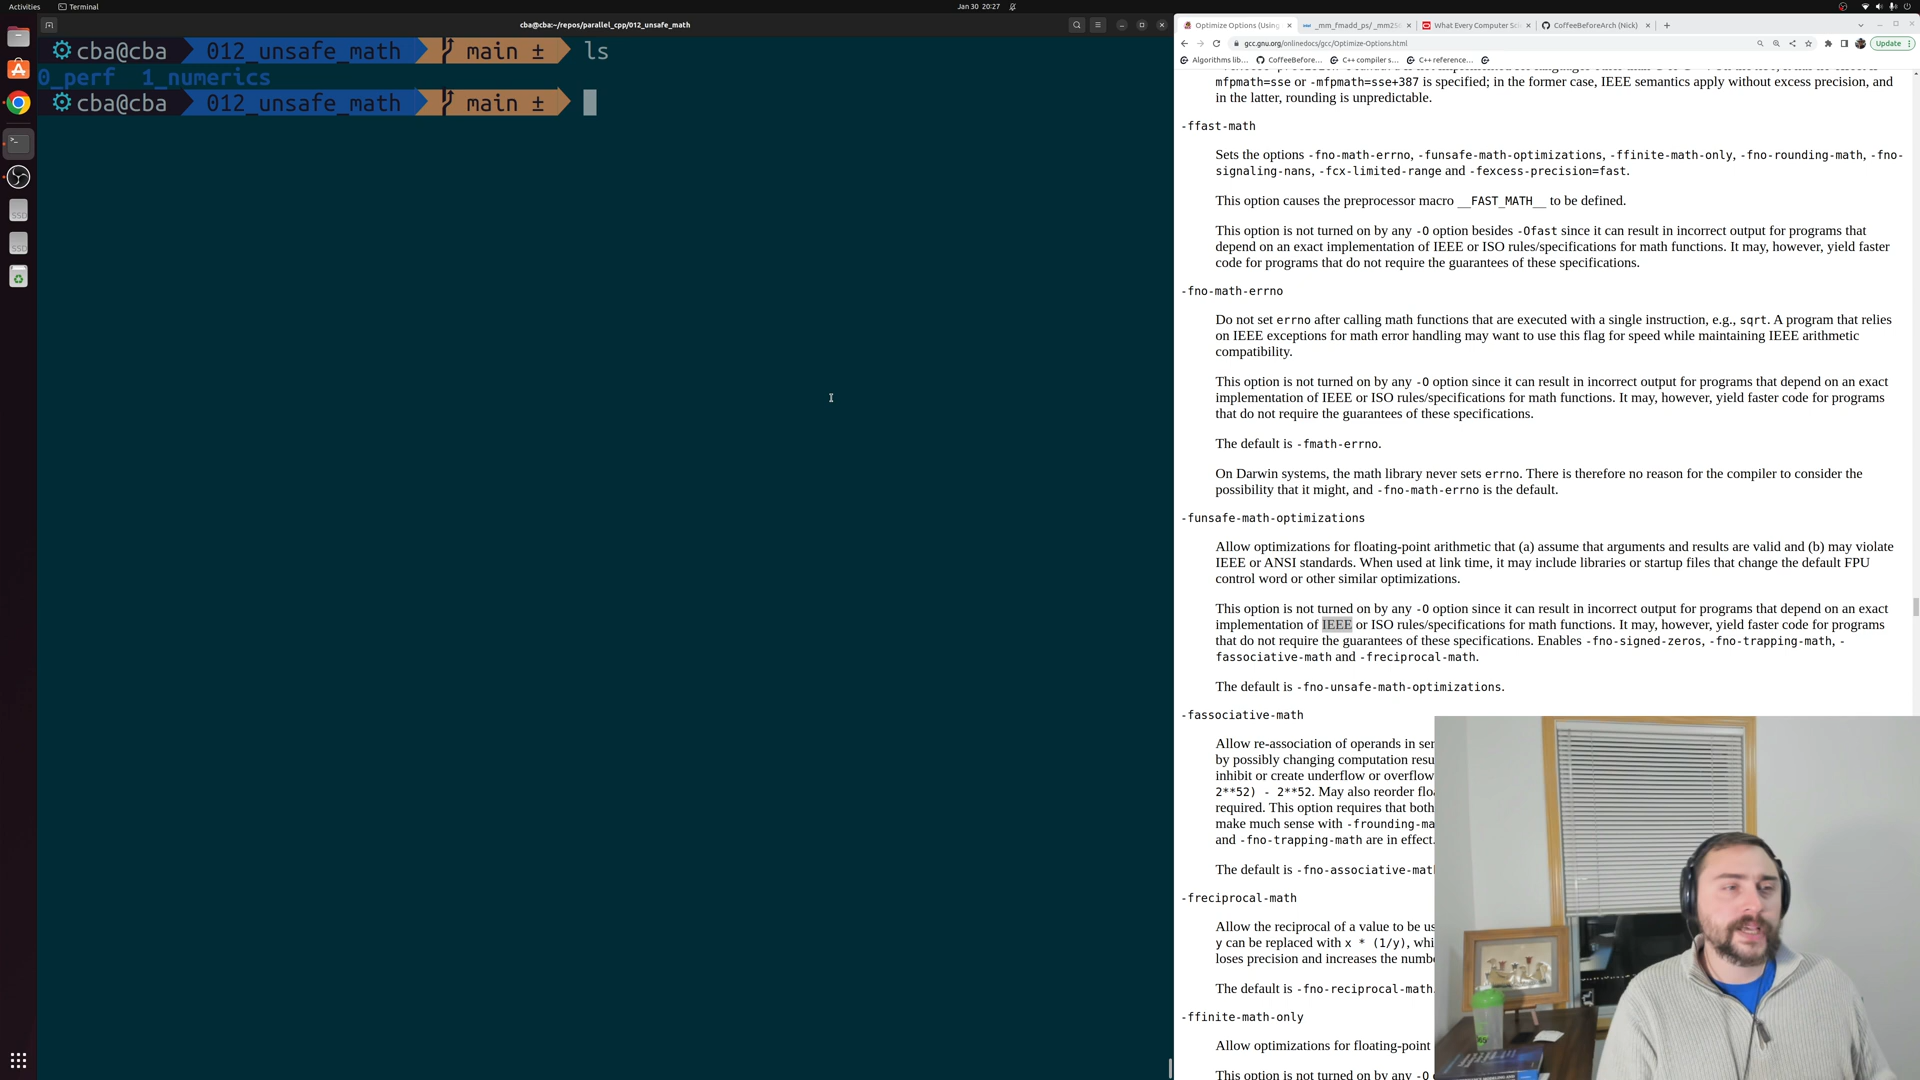 Activities
Terminal
Jan 30 20:27
cba@cba:~/repos/parallel_cpp/012_unsafe_math
cba@cba 012_unsafe_math main ± ls
0_perf 1_numerics
cba@cba 012_unsafe_math main ±
Optimize Options (Using
_mm_fmadd_ps/ _mm25
What Every Computer Sci
CoffeeBeforeArch (Nick)
gcc.gnu.org/onlinedocs/gcc/Optimize-Options.html
Update
Algorithms lib...
CoffeeBefore...
C++ compiler s...
C++ reference...
mfpmath=sse or -mfpmath=sse+387 is specified; in the former case, IEEE semantics apply without excess precision, and
in the latter, rounding is unpredictable.
-ffast-math
Sets the options -fno-math-errno, -funsafe-math-optimizations, -ffinite-math-only, -fno-rounding-math, -fno-
signaling-nans, -fcx-limited-range and -fexcess-precision=fast.
This option causes the preprocessor macro __FAST_MATH__ to be defined.
This option is not turned on by any -O option besides -Ofast since it can result in incorrect output for programs that
depend on an exact implementation of IEEE or ISO rules/specifications for math functions. It may, however, yield faster
code for programs that do not require the guarantees of these specifications.
-fno-math-errno
Do not set errno after calling math functions that are executed with a single instruction, e.g., sqrt. A program that relies
on IEEE exceptions for math error handling may want to use this flag for speed while maintaining IEEE arithmetic
compatibility.
This option is not turned on by any -O option since it can result in incorrect output for programs that depend on an exact
implementation of IEEE or ISO rules/specifications for math functions. It may, however, yield faster code for programs
that do not require the guarantees of these specifications.
The default is -fmath-errno.
On Darwin systems, the math library never sets errno. There is therefore no reason for the compiler to consider the
possibility that it might, and -fno-math-errno is the default.
-funsafe-math-optimizations
Allow optimizations for floating-point arithmetic that (a) assume that arguments and results are valid and (b) may violate
IEEE or ANSI standards. When used at link time, it may include libraries or startup files that change the default FPU
control word or other similar optimizations.
This option is not turned on by any -O option since it can result in incorrect output for programs that depend on an exact
implementation of IEEE or ISO rules/specifications for math functions. It may, however, yield faster code for programs
that do not require the guarantees of these specifications. Enables -fno-signed-zeros, -fno-trapping-math, -
fassociative-math and -freciprocal-math.
The default is -fno-unsafe-math-optimizations.
-fassociative-math
Allow re-association of operands in ser
by possibly changing computation resu
inhibit or create underflow or overflow
2**52) - 2**52. May also reorder floa
required. This option requires that both
make much sense with -frounding-ma
and -fno-trapping-math are in effect.
The default is -fno-associative-mat
-freciprocal-math
Allow the reciprocal of a value to be us
y can be replaced with x * (1/y), whi
loses precision and increases the numbe
The default is -fno-reciprocal-math.
-ffinite-math-only
Allow optimizations for floating-point
This option is not turned on by any -O